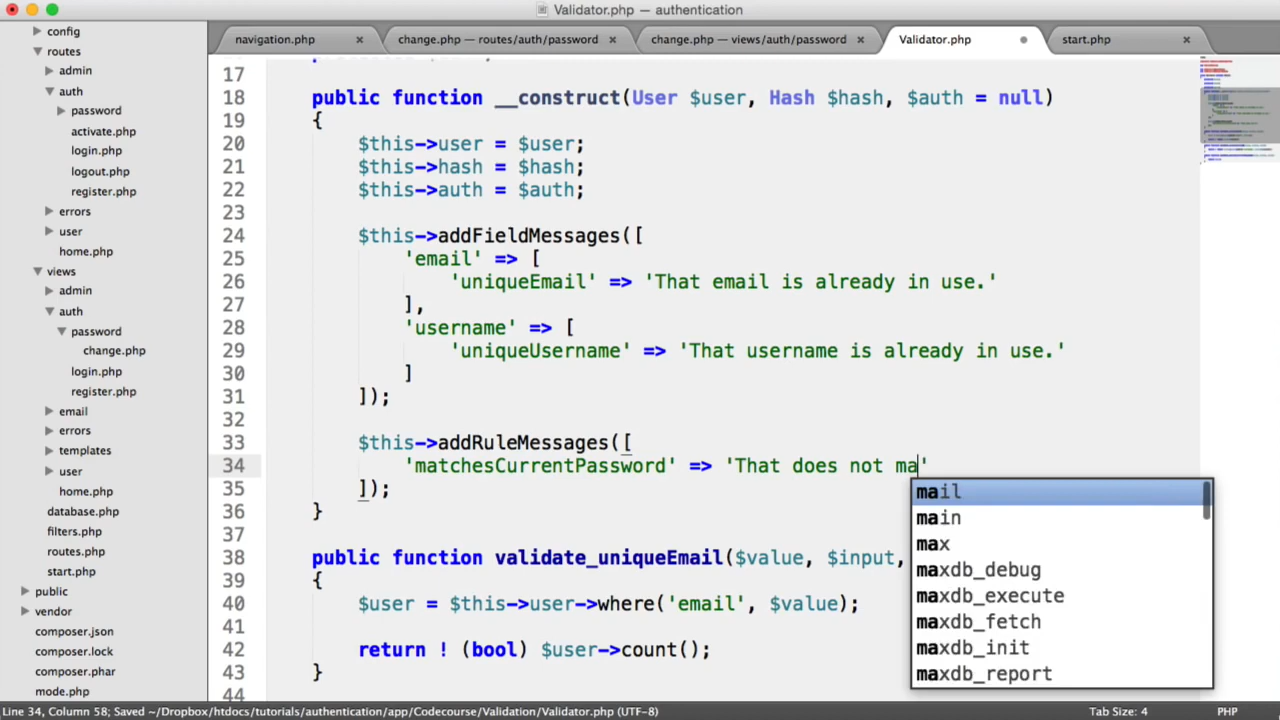 Validator.php — authentication
config
routes
admin
auth
password
activate.php
login.php
logout.php
register.php
errors
user
home.php
views
admin
auth
password
change.php
login.php
register.php
email
errors
templates
user
home.php
database.php
filters.php
routes.php
start.php
public
vendor
composer.json
composer.lock
composer.phar
mode.php
navigation.php
change.php — routes/auth/password
change.php — views/auth/password
Validator.php
start.php
17
18 public function __construct(User $user, Hash $hash, $auth = null)
19 {
20 $this->user = $user;
21 $this->hash = $hash;
22 $this->auth = $auth;
23
24 $this->addFieldMessages([
25 'email' => [
26 'uniqueEmail' => 'That email is already in use.'
27 ],
28 'username' => [
29 'uniqueUsername' => 'That username is already in use.'
30 ]
31 ]);
32
33 $this->addRuleMessages([
34 'matchesCurrentPassword' => 'That does not ma'
35 ]);
36 }
37
38 public function validate_uniqueEmail($value, $input,
39 {
40 $user = $this->user->where('email', $value);
41
42 return ! (bool) $user->count();
43 }
44
mail
main
max
maxdb_debug
maxdb_execute
maxdb_fetch
maxdb_init
maxdb_report
Line 34, Column 58; Saved ~/Dropbox/htdocs/tutorials/authentication/app/Codecourse/Validation/Validator.php (UTF-8)
Tab Size: 4
PHP